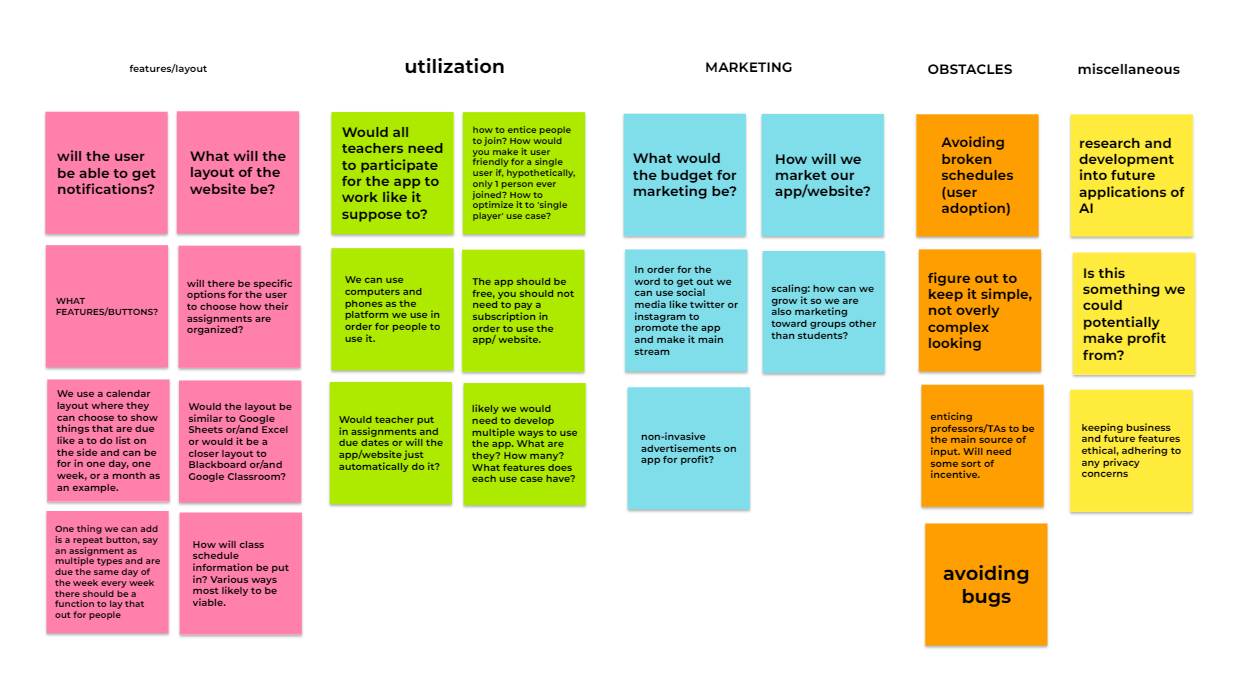 features/layout
utilization
MARKETING
OBSTACLES
miscellaneous
will the user
be able to get
notifications?
What will the
layout of the
website be?
WHAT
FEATURES/BUTTONS?
will there be specific
options for the user
to choose how their
assignments are
organized?
We use a calendar
layout where they
can choose to show
things that are due
like a to do list on
the side and can be
for in one day, one
week, or a month as
an example.
Would the layout be
similar to Google
Sheets or/and Excel
or would it be a
closer layout to
Blackboard or/and
Google Classroom?
One thing we can add
is a repeat button, say
an assignment as
multiple types and are
due the same day of
the week every week
there should be a
function to lay that
out for people
How will class
schedule
information be put
in? Various ways
most likely to be
viable.
Would all
teachers need
to participate
for the app to
work like it
suppose to?
how to entice people
to join? How would
you make it user
friendly for a single
user if, hypothetically,
only 1 person ever
joined? How to
optimize it to 'single
player' use case?
We can use
computers and
phones as the
platform we use in
order for people to
use it.
The app should be
free, you should not
need to pay a
subscription in
order to use the
app/ website.
Would teacher put
in assignments and
due dates or will the
app/website just
automatically do it?
likely we would
need to develop
multiple ways to use
the app. What are
they? How many?
What features does
each use case have?
What would
the budget for
marketing be?
How will we
market our
app/website?
In order for the
word to get out we
can use social
media like twitter or
instagram to
promote the app
and make it main
stream
scaling: how can we
grow it so we are
also marketing
toward groups other
than students?
non-invasive
advertisements on
app for profit?
Avoiding
broken
schedules
(user
adoption)
figure out to
keep it simple,
not overly
complex
looking
enticing
professors/TAs to be
the main source of
input. Will need
some sort of
incentive.
avoiding
bugs
research and
development
into future
applications of
AI
Is this
something we
could
potentially
make profit
from?
keeping business
and future features
ethical, adhering to
any privacy
concerns